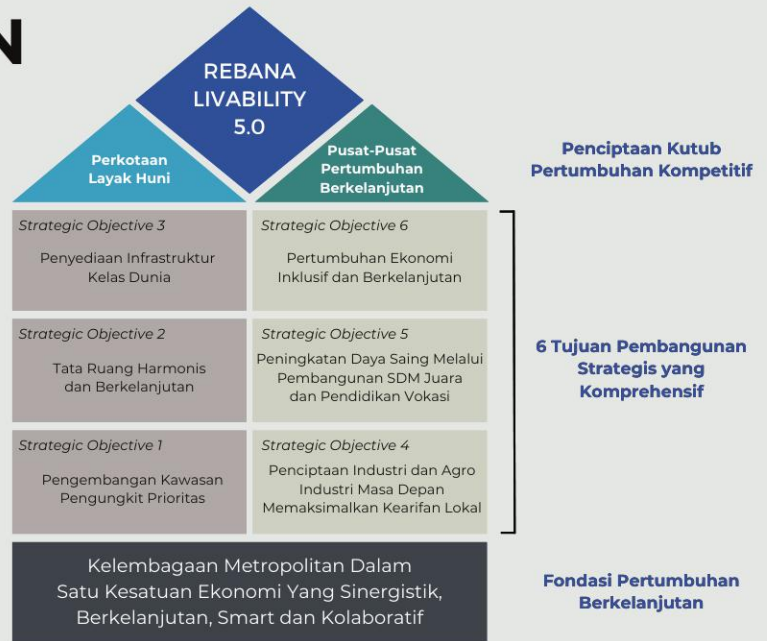 N
REBANA
LIVABILITY
5.0
Perkotaan
Layak Huni
Pusat-Pusat
Pertumbuhan
Berkelanjutan
Penciptaan Kutub
Pertumbuhan Kompetitif
Strategic Objective 3
Penyediaan Infrastruktur
Kelas Dunia
Strategic Objective 6
Pertumbuhan Ekonomi
Inklusif dan Berkelanjutan
Strategic Objective 2
Tata Ruang Harmonis
dan Berkelanjutan
Strategic Objective 5
Peningkatan Daya Saing Melalui
Pembangunan SDM Juara
dan Pendidikan Vokasi
6 Tujuan Pembangunan
Strategis yang
Komprehensif
Strategic Objective 1
Pengembangan Kawasan
Pengungkit Prioritas
Strategic Objective 4
Penciptaan Industri dan Agro
Industri Masa Depan
Memaksimalkan Kearifan Lokal
Kelembagaan Metropolitan Dalam
Satu Kesatuan Ekonomi Yang Sinergistik,
Berkelanjutan, Smart dan Kolaboratif
Fondasi Pertumbuhan
Berkelanjutan